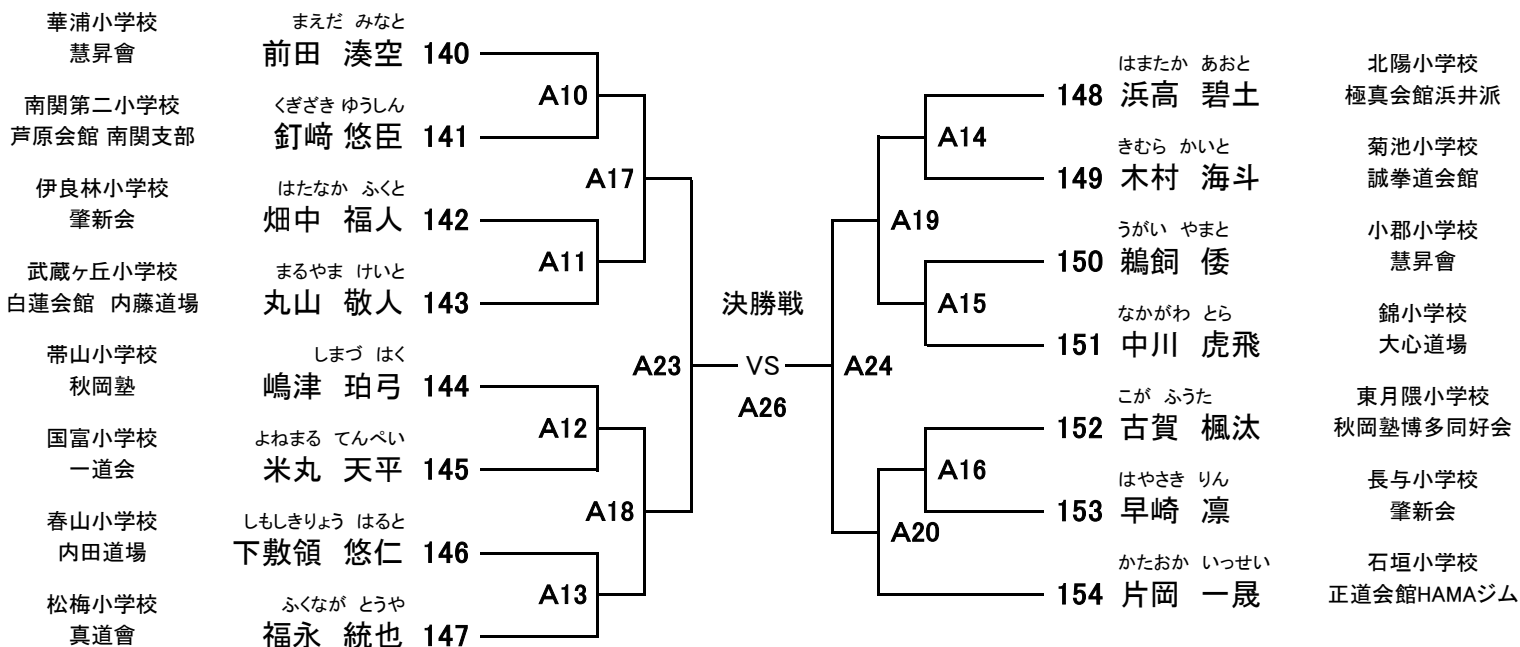 華浦小学校
慧昇會
まえだ みなと
前田 湊空 140
A10
南関第二小学校
芦原会館 南関支部
くぎざき ゆうしん
釘﨑 悠臣 141
A17
伊良林小学校
肇新会
はたなか ふくと
畑中 福人 142
A11
武蔵ヶ丘小学校
白蓮会館 内藤道場
まるやま けいと
丸山 敬人 143
A23
帯山小学校
秋岡塾
しまづ はく
嶋津 珀弓 144
A12
国富小学校
一道会
よねまる てんぺい
米丸 天平 145
A18
春山小学校
内田道場
しもしきりょう はると
下敷領 悠仁 146
A13
松梅小学校
真道會
ふくなが とうや
福永 統也 147
決勝戦
VS
A26
はまたか あおと
148 浜高 碧土
北陽小学校
極真会館浜井派
A14
きむら かいと
149 木村 海斗
菊池小学校
誠拳道会館
A19
うがい やまと
150 鵜飼 倭
小郡小学校
慧昇會
A15
なかがわ とら
151 中川 虎飛
錦小学校
大心道場
A24
こが ふうた
152 古賀 楓汰
東月隈小学校
秋岡塾博多同好会
A16
はやさき りん
153 早崎 凛
長与小学校
肇新会
A20
かたおか いっせい
154 片岡 一晟
石垣小学校
正道会館HAMAジム